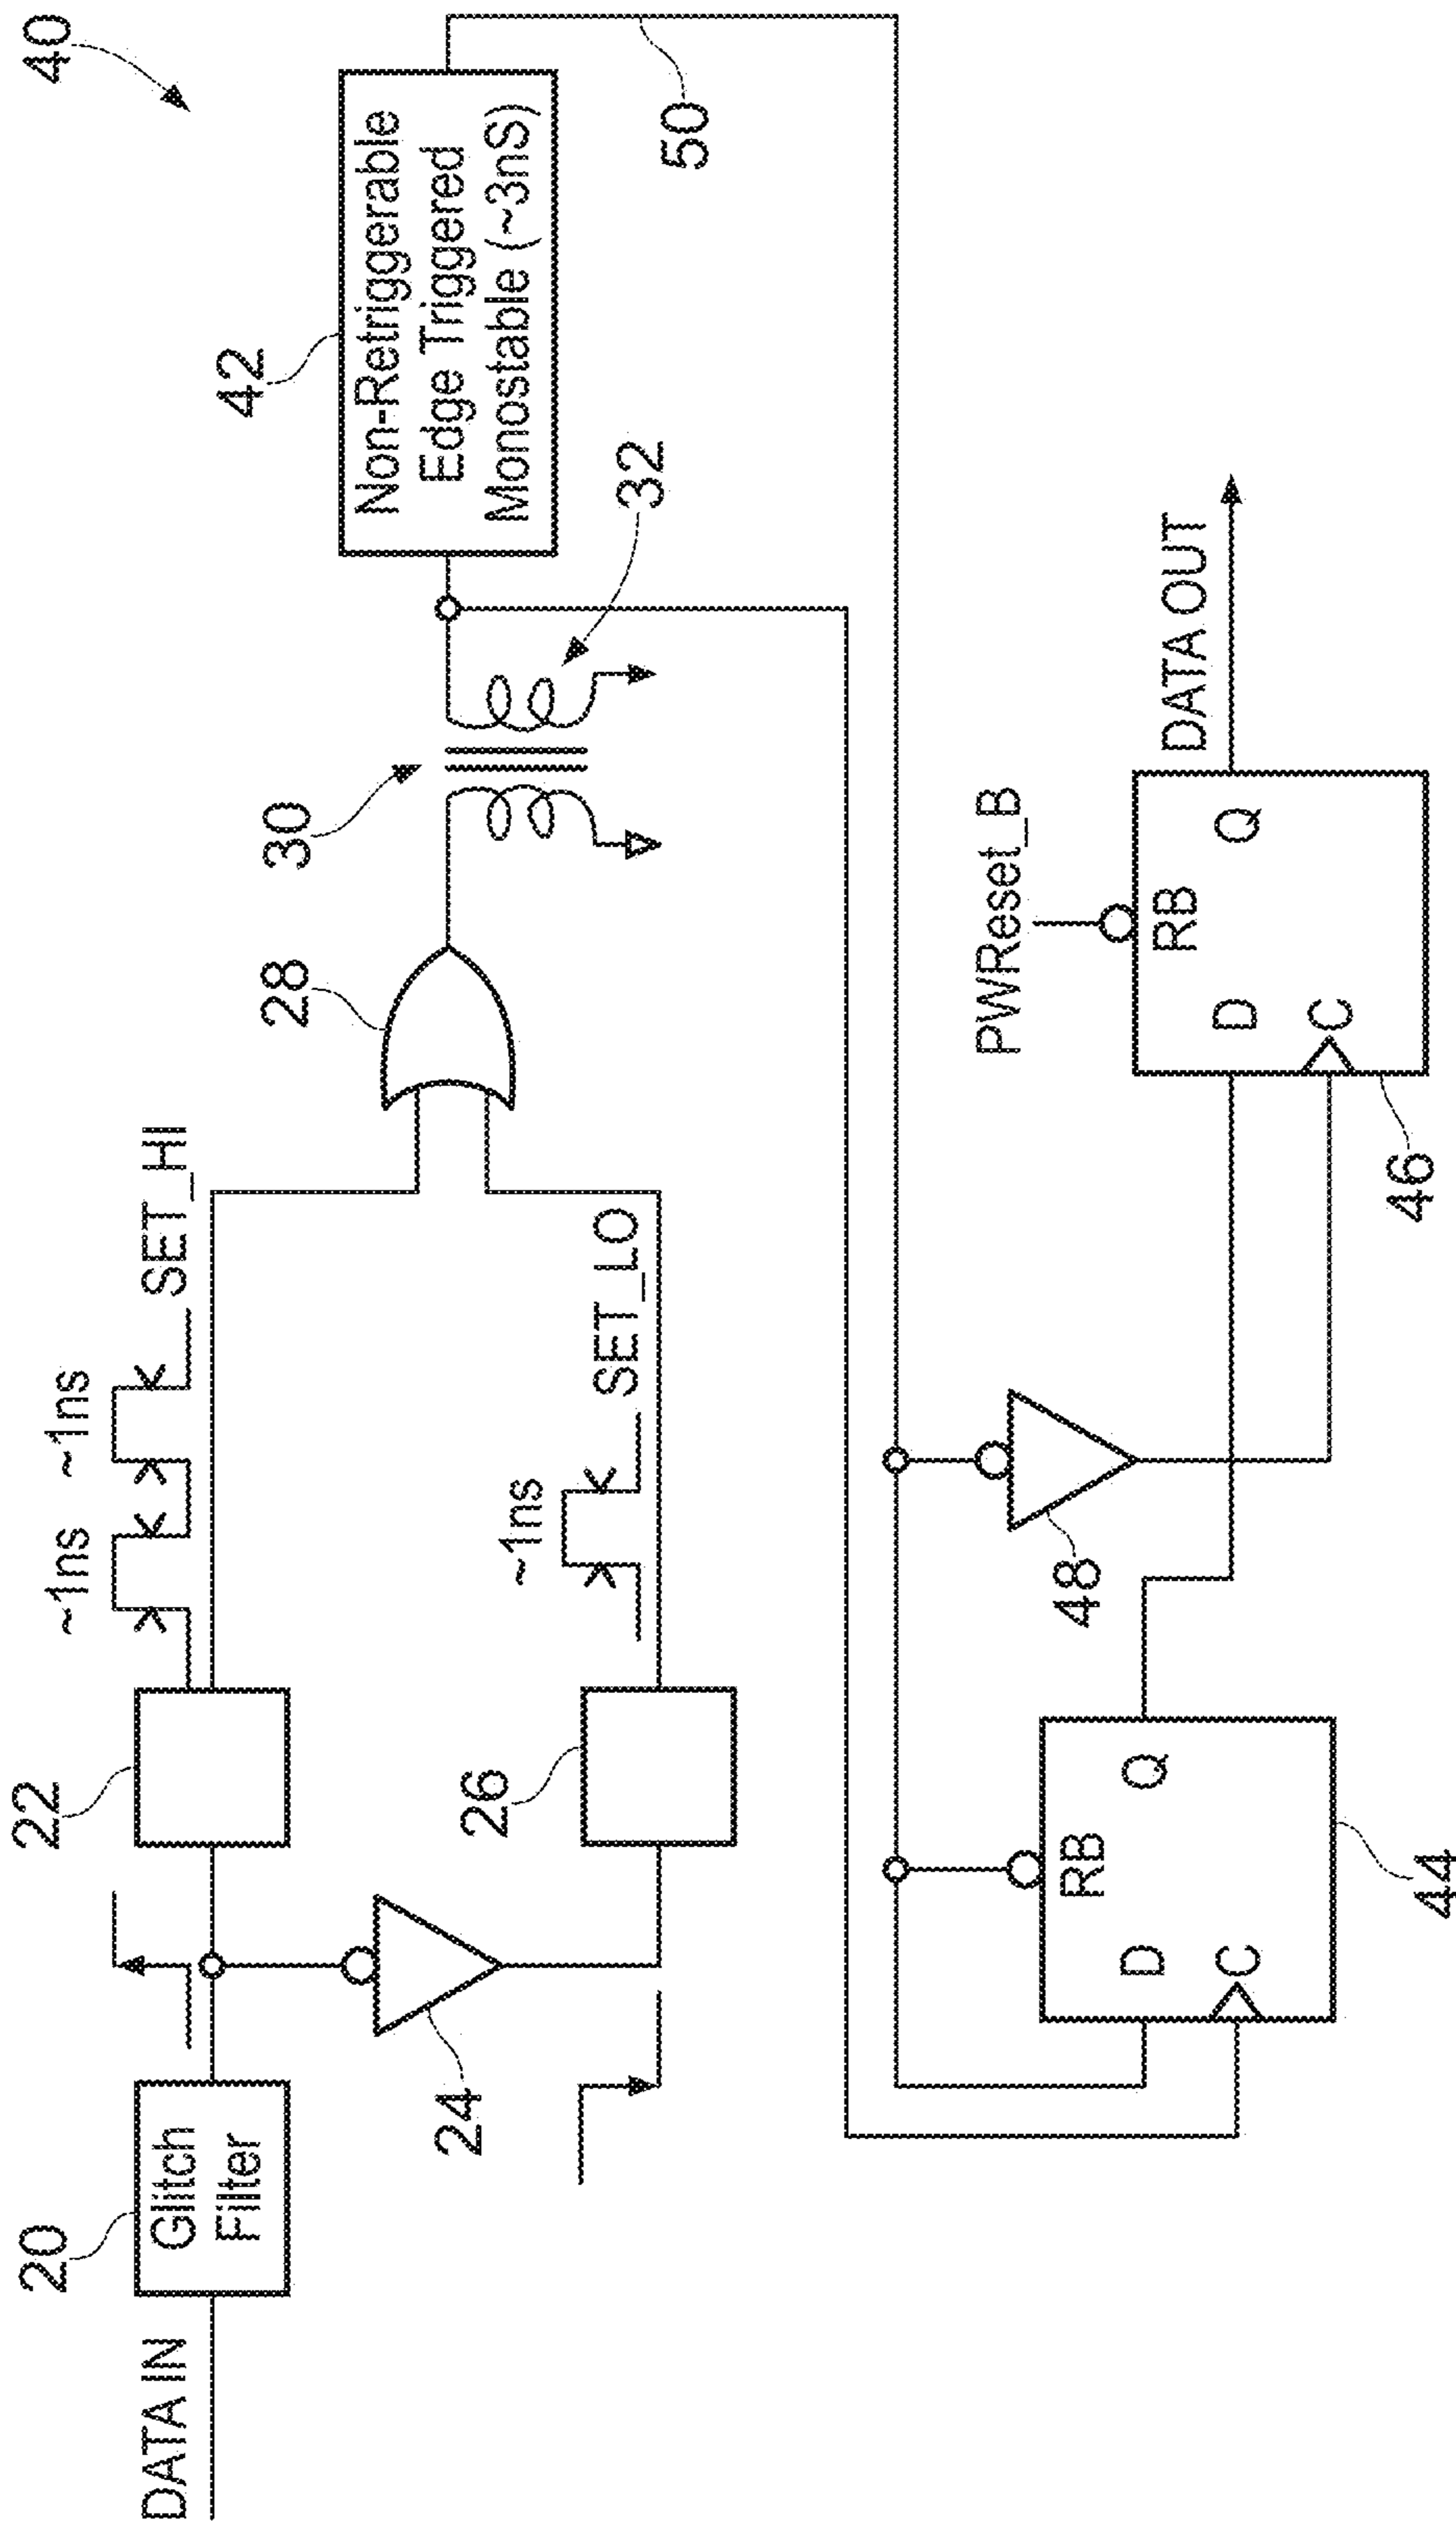 40
DATA IN
20
Glitch
Filter
22
24
26
~1ns
~1ns
SET_HI
~1ns
SET_LO
28
30
32
42
Non-Retriggerable
Edge Triggered
Monostable (~3nS)
50
44
D
C
RB
Q
48
PWReset_B
46
D
C
RB
Q
DATA OUT